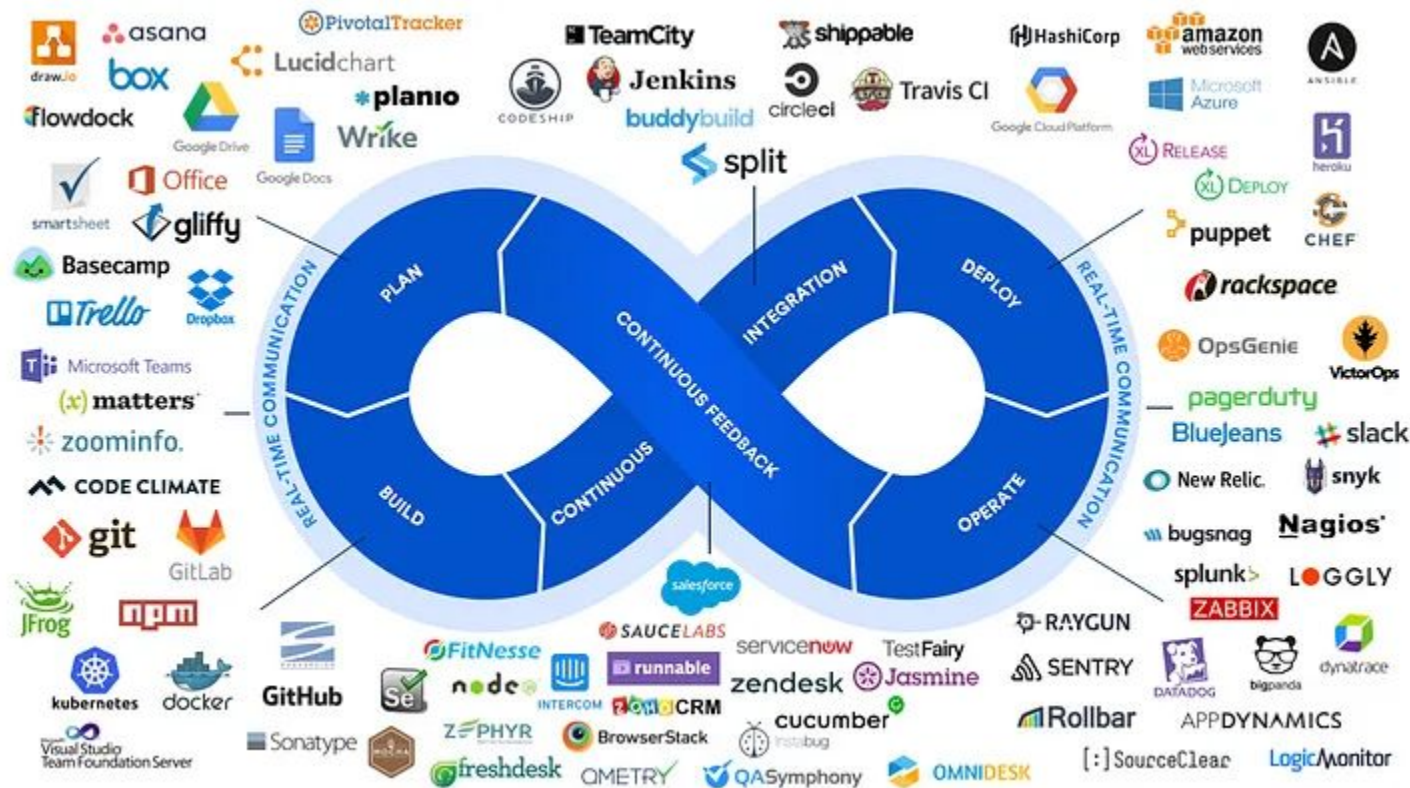 draw.io
asana
PivotalTracker
box
Lucidchart
flowdock
Google Drive
planio
Wrike
Google Docs
smartsheet
Office
gliffy
Basecamp
Trello
Dropbox
TeamCity
shippable
CODESHIP
Jenkins
circleci
Travis CI
buddybuild
split
HashiCorp
amazon
web services
ANSIBLE
Google Cloud Platform
Microsoft
Azure
XL RELEASE
heroku
XL DEPLOY
puppet
CHEF
rackspace
PLAN
CONTINUOUS FEEDBACK
INTEGRATION
DEPLOY
REAL-TIME COMMUNICATION
REAL-TIME COMMUNICATION
BUILD
CONTINUOUS
OPERATE
Microsoft Teams
(x)matters
zoominfo.
CODE CLIMATE
git
GitLab
JFrog
npm
kubernetes
docker
GitHub
Visual Studio
Team Foundation Server
Sonatype
OpsGenie
VictorOps
pagerduty
BlueJeans
slack
New Relic.
snyk
bugsnag
Nagios
splunk>
LOGGLY
ZABBIX
RAYGUN
SENTRY
DATADOG
bigpanda
dynatrace
Rollbar
APPDYNAMICS
[:]SourceClear
LogicMonitor
salesforce
SAUCELABS
FitNesse
servicenow
TestFairy
Se
node
INTERCOM
runnable
zendesk
Jasmine
ZOHO CRM
cucumber
MOCHA
ZEPHYR
BrowserStack
instabug
freshdesk
QMETRY
QASymphony
OMNIDESK